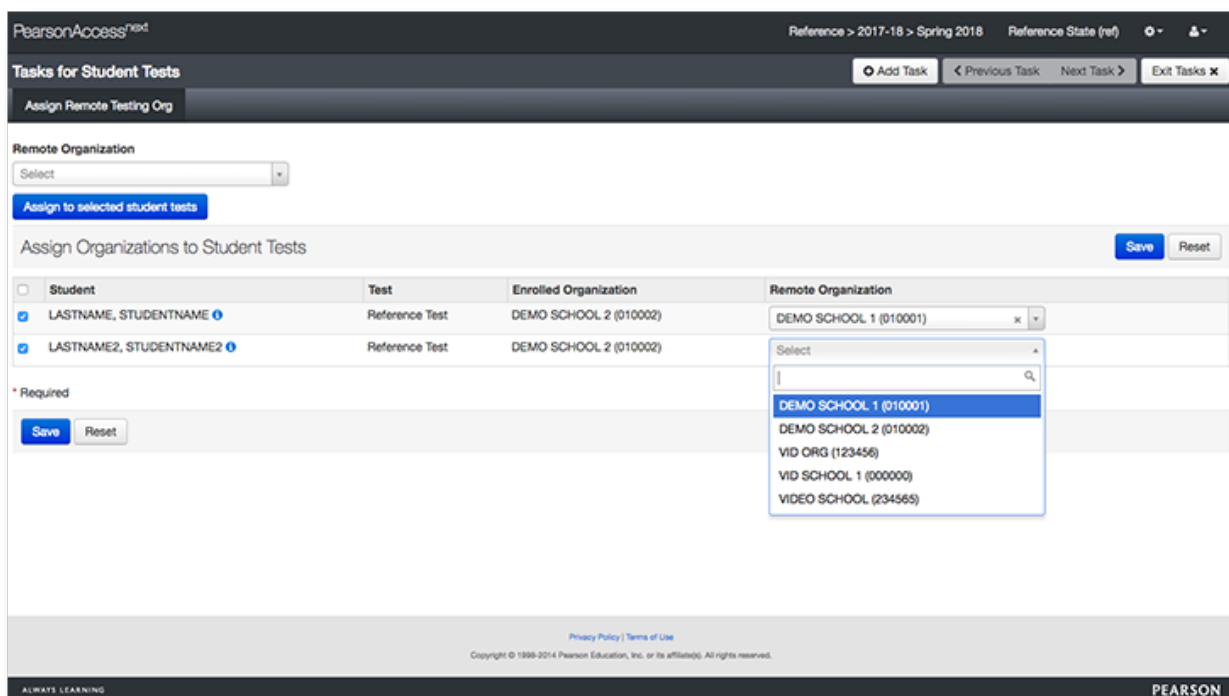 PearsonAccessnext Reference > 2017-18 > Spring 2018 Reference State (ref)
Tasks for Student Tests Add Task Previous Task Next Task Exit Tasks
Assign Remote Testing Org
Remote Organization
Select
Assign to selected student tests
Assign Organizations to Student Tests Save Reset
Student Test Enrolled Organization Remote Organization
LASTNAME, STUDENTNAME Reference Test DEMO SCHOOL 2 (010002) DEMO SCHOOL 1 (010001)
LASTNAME2, STUDENTNAME2 Reference Test DEMO SCHOOL 2 (010002) Select
* Required
DEMO SCHOOL 1 (010001)
Save Reset DEMO SCHOOL 2 (010002)
VID ORG (123456)
VID SCHOOL 1 (000000)
VIDEO SCHOOL (234565)
Privacy Policy | Terms of Use
Copyright © 1998-2014 Pearson Education, Inc. or its affiliate(s). All rights reserved.
ALWAYS LEARNING PEARSON